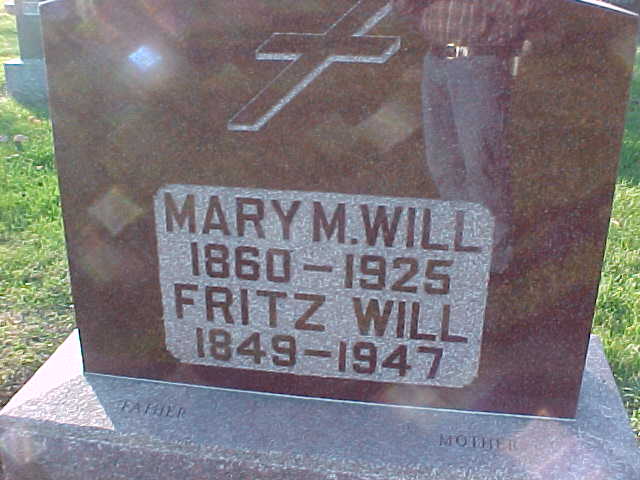 MARY M. WILL
1860 – 1925
FRITZ WILL
1849 – 1947
FATHER
MOTHER